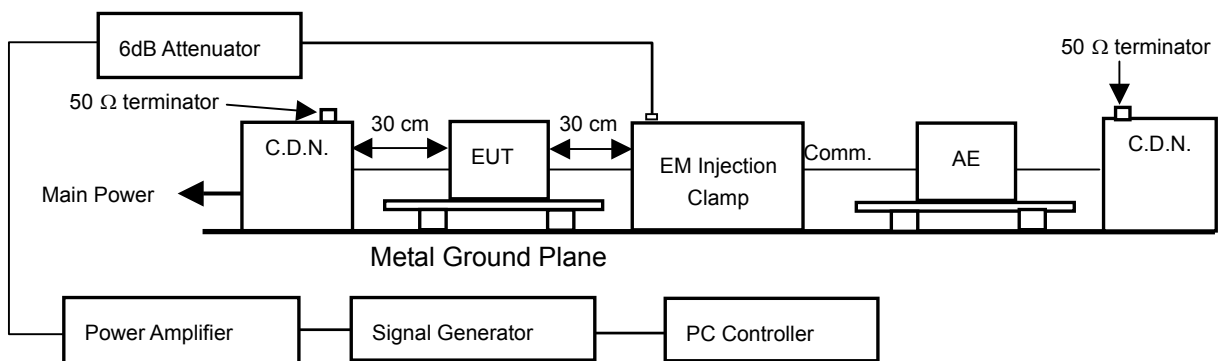 6dB Attenuator
50 Ω terminator
50 Ω terminator
30 cm
30 cm
C.D.N.
EUT
EM Injection
Clamp
Comm.
AE
C.D.N.
Main Power
Metal Ground Plane
Power Amplifier
Signal Generator
PC Controller